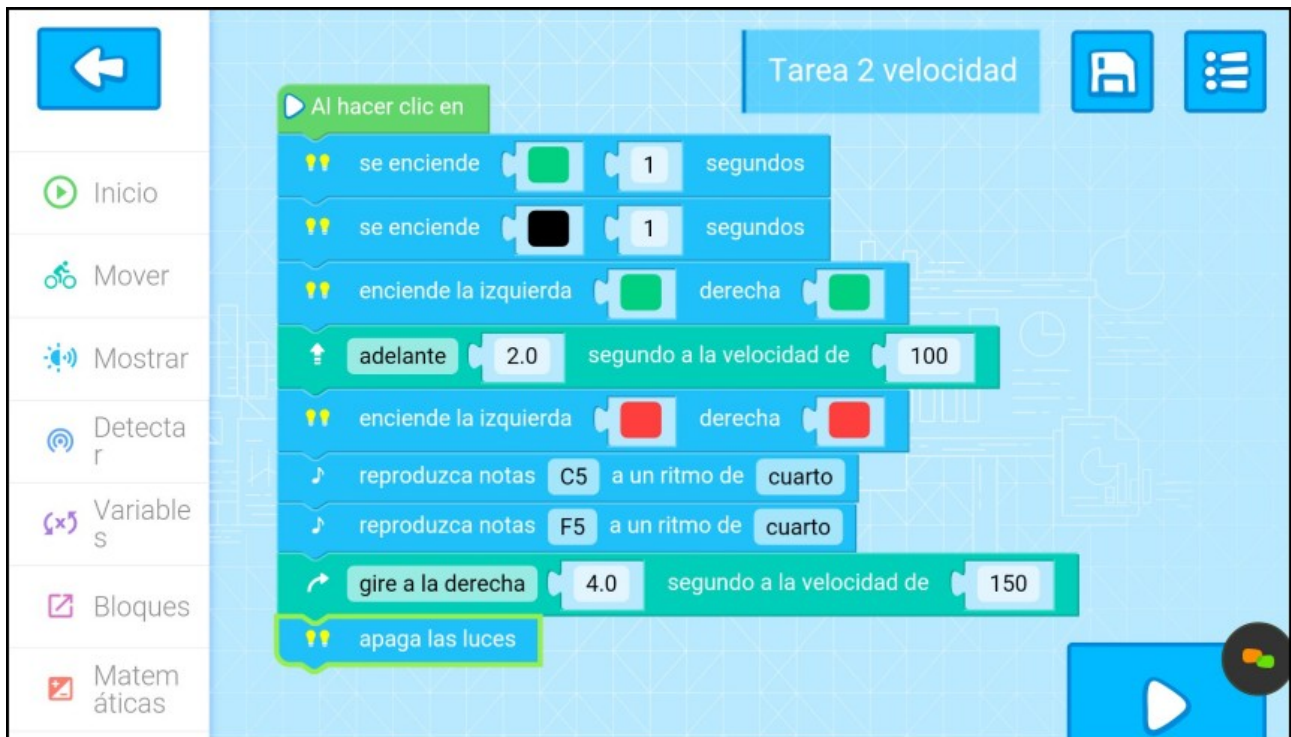 Tarea 2 velocidad
Al hacer clic en
se enciende 1 segundos
se enciende 1 segundos
enciende la izquierda derecha
adelante 2.0 segundo a la velocidad de 100
enciende la izquierda derecha
reproduzca notas C5 a un ritmo de cuarto
reproduzca notas F5 a un ritmo de cuarto
gire a la derecha 4.0 segundo a la velocidad de 150
apaga las luces
Inicio
Mover
Mostrar
Detecta
r
Variable
s
Bloques
Matem
áticas